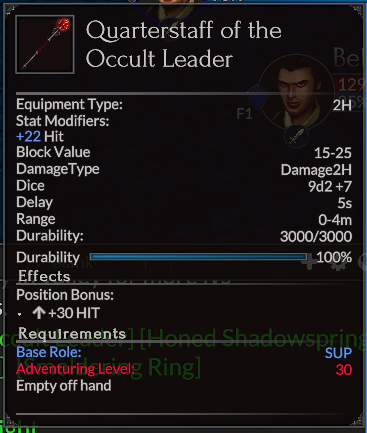 Quarterstaff of the
Occult Leader
Equipment Type: 2H
Stat Modifiers:
+22 Hit
Block Value 15-25
DamageType Damage2H
Dice 9d2 +7
Delay 5s
Range 0-4m
Durability: 3000/3000
Durability 100%
Effects
Position Bonus:
• +30 HIT
Requirements
Base Role: SUP
Adventuring Level: 30
Empty off hand
Bel
129
F1
[Honed Shadowspring
Ring]